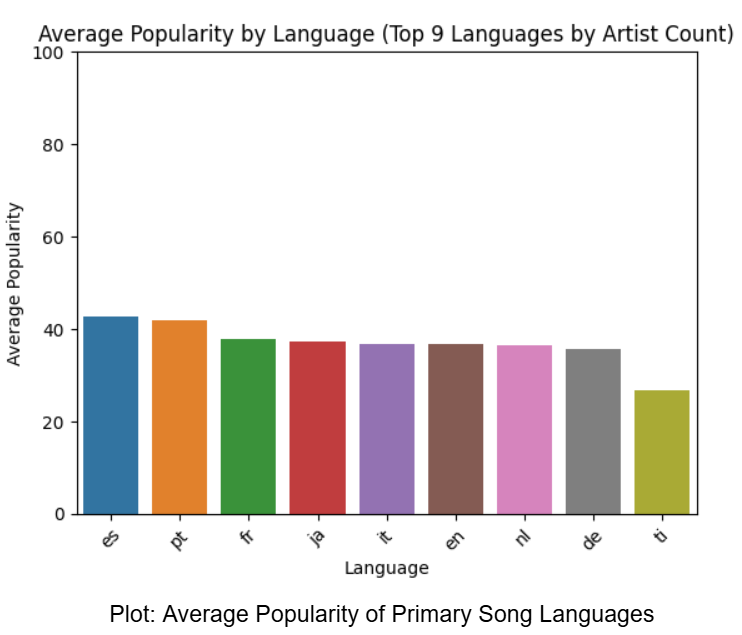 Average Popularity by Language (Top 9 Languages by Artist Count)
100
80
60
40
20
0
Average Popularity
es
pt
fr
ja
it
en
nl
de
ti
Language
Plot: Average Popularity of Primary Song Languages